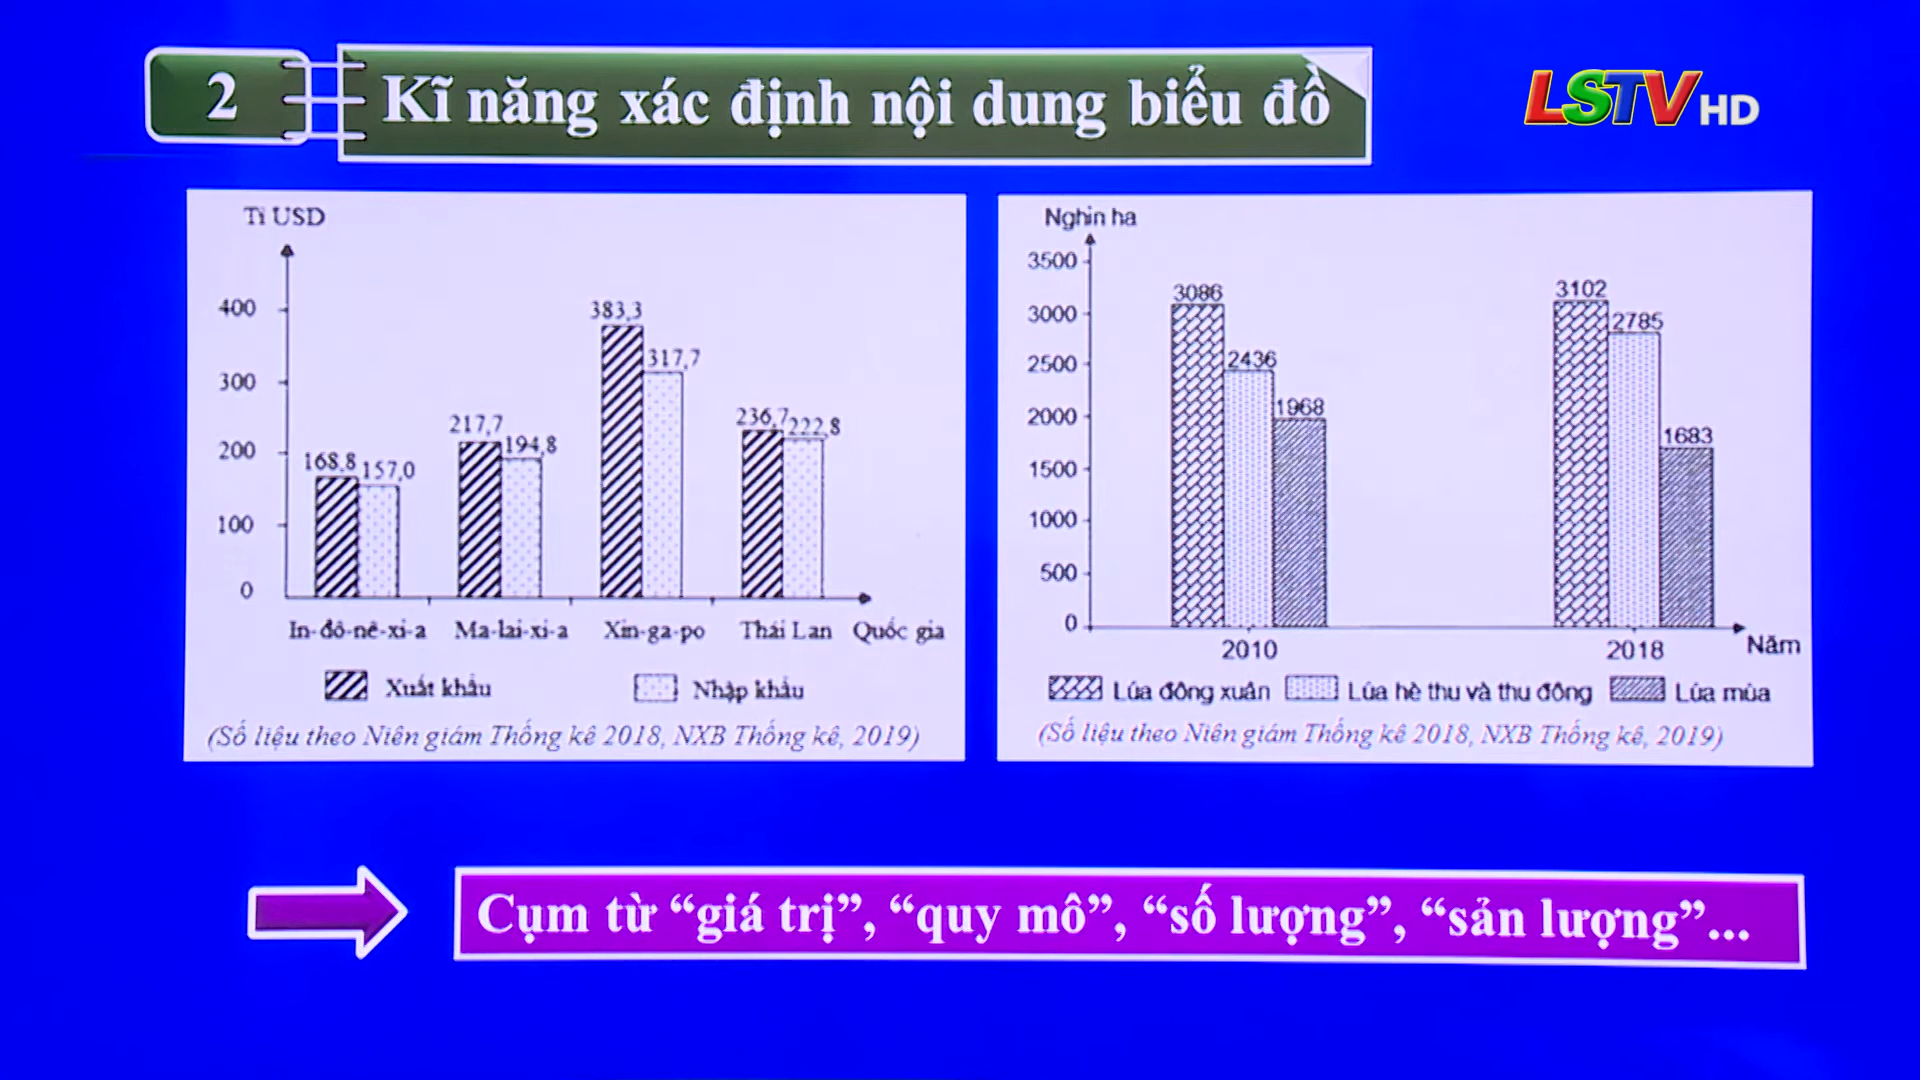 2
Kĩ năng xác định nội dung biểu đồ
LSTV HD
Tỉ USD
400
300
200
100
0
168,8
157,0
217,7
194,8
383,3
317,7
236,7
222,8
In-đô-nê-xi-a
Ma-lai-xi-a
Xin-ga-po
Thái Lan
Quốc gia
Xuất khẩu
Nhập khẩu
(Số liệu theo Niên giám Thống kê 2018, NXB Thống kê, 2019)
Nghìn ha
3500
3000
2500
2000
1500
1000
500
0
3086
2436
1968
3102
2785
1683
2010
2018
Năm
Lúa đông xuân
Lúa hè thu và thu đông
Lúa mùa
(Số liệu theo Niên giám Thống kê 2018, NXB Thống kê, 2019)
Cụm từ “giá trị”, “quy mô”, “số lượng”, “sản lượng”...